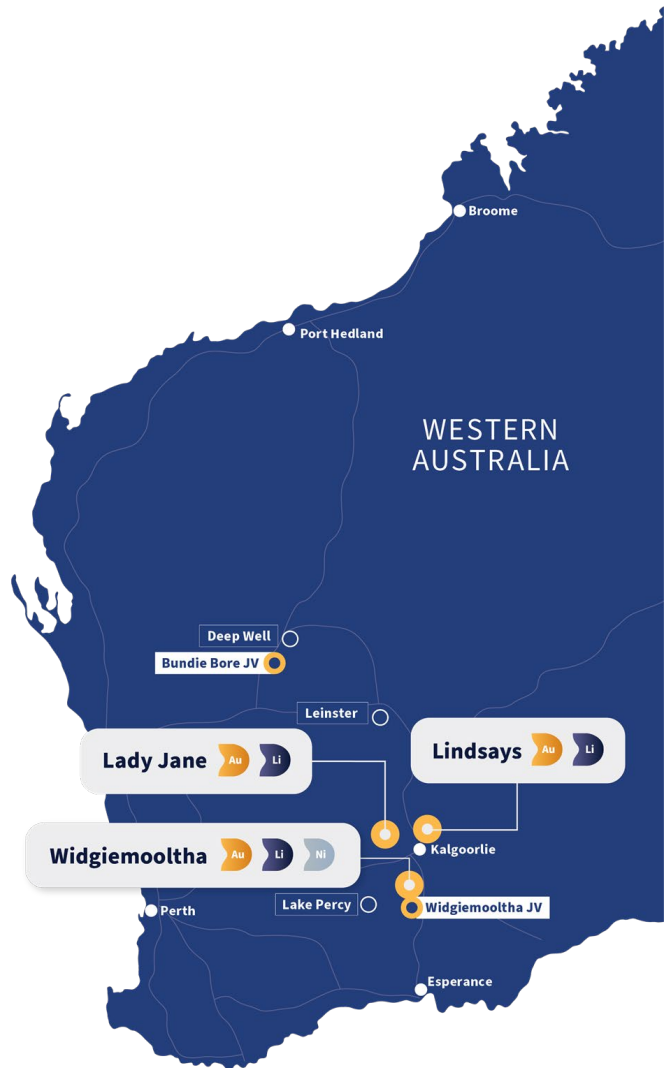 Broome
Port Hedland
WESTERN
AUSTRALIA
Deep Well
Bundie Bore JV
Leinster
Lady Jane Au Li
Lindsays Au Li
Widgiemooltha Au Li Ni
Kalgoorlie
Lake Percy
Widgiemooltha JV
Perth
Esperance